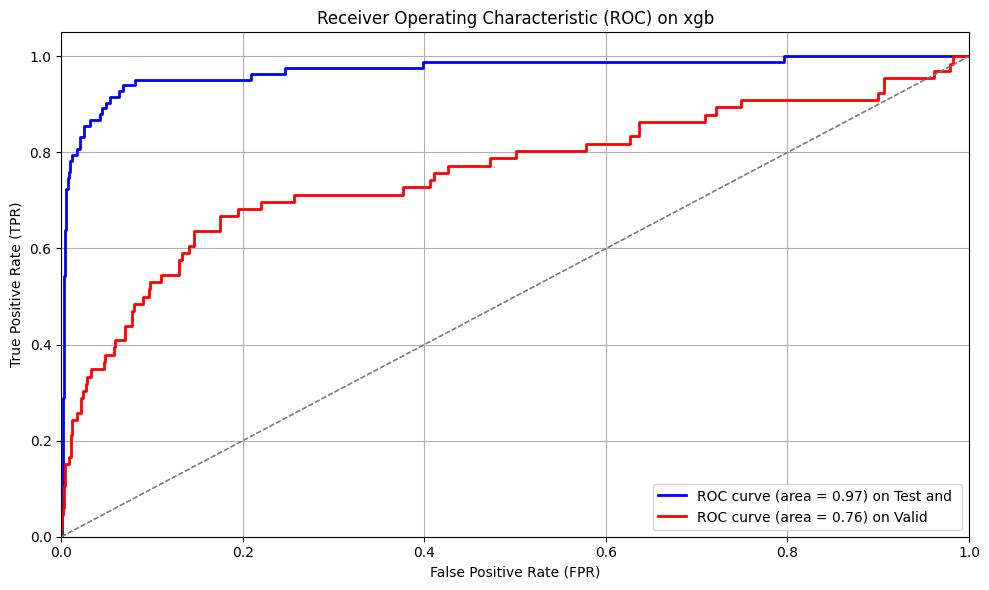 Receiver Operating Characteristic (ROC) on xgb
True Positive Rate (TPR)
1.0
0.8
0.6
0.4
0.2
0.0
0.0 0.2 0.4 0.6 0.8 1.0
False Positive Rate (FPR)
ROC curve (area = 0.97) on Test and
ROC curve (area = 0.76) on Valid